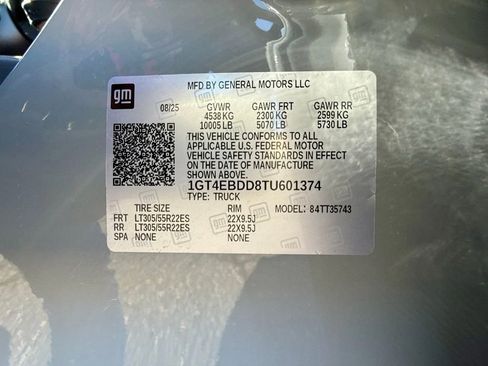 MFD BY GENERAL MOTORS LLC
gm
08/25 GVWR GAWR FRT GAWR RR
4538 KG 2300 KG 2599 KG
10005 LB 5070 LB 5730 LB
THIS VEHICLE CONFORMS TO ALL
APPLICABLE U.S. FEDERAL MOTOR
VEHICLE SAFETY STANDARDS IN EFFECT
ON THE DATE OF MANUFACTURE
SHOWN ABOVE.
1GT4EBDD8TU601374
TYPE: TRUCK
TIRE SIZE RIM MODEL: 84TT35743
FRT LT305/55R22ES 22X9.5J
RR LT305/55R22ES 22X9.5J
SPA NONE NONE